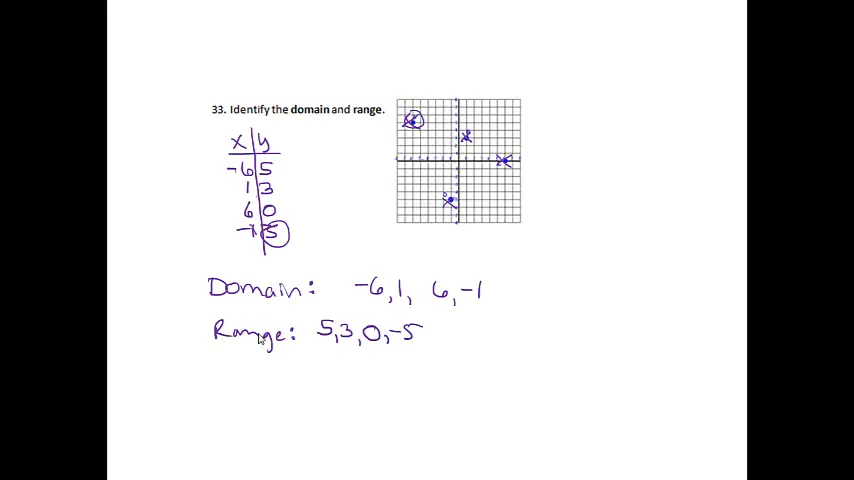 33. Identify the domain and range.
x y
-6 5
1 3
6 0
-1 -5
Domain: -6, 1, 6, -1
Range: 5, 3, 0, -5